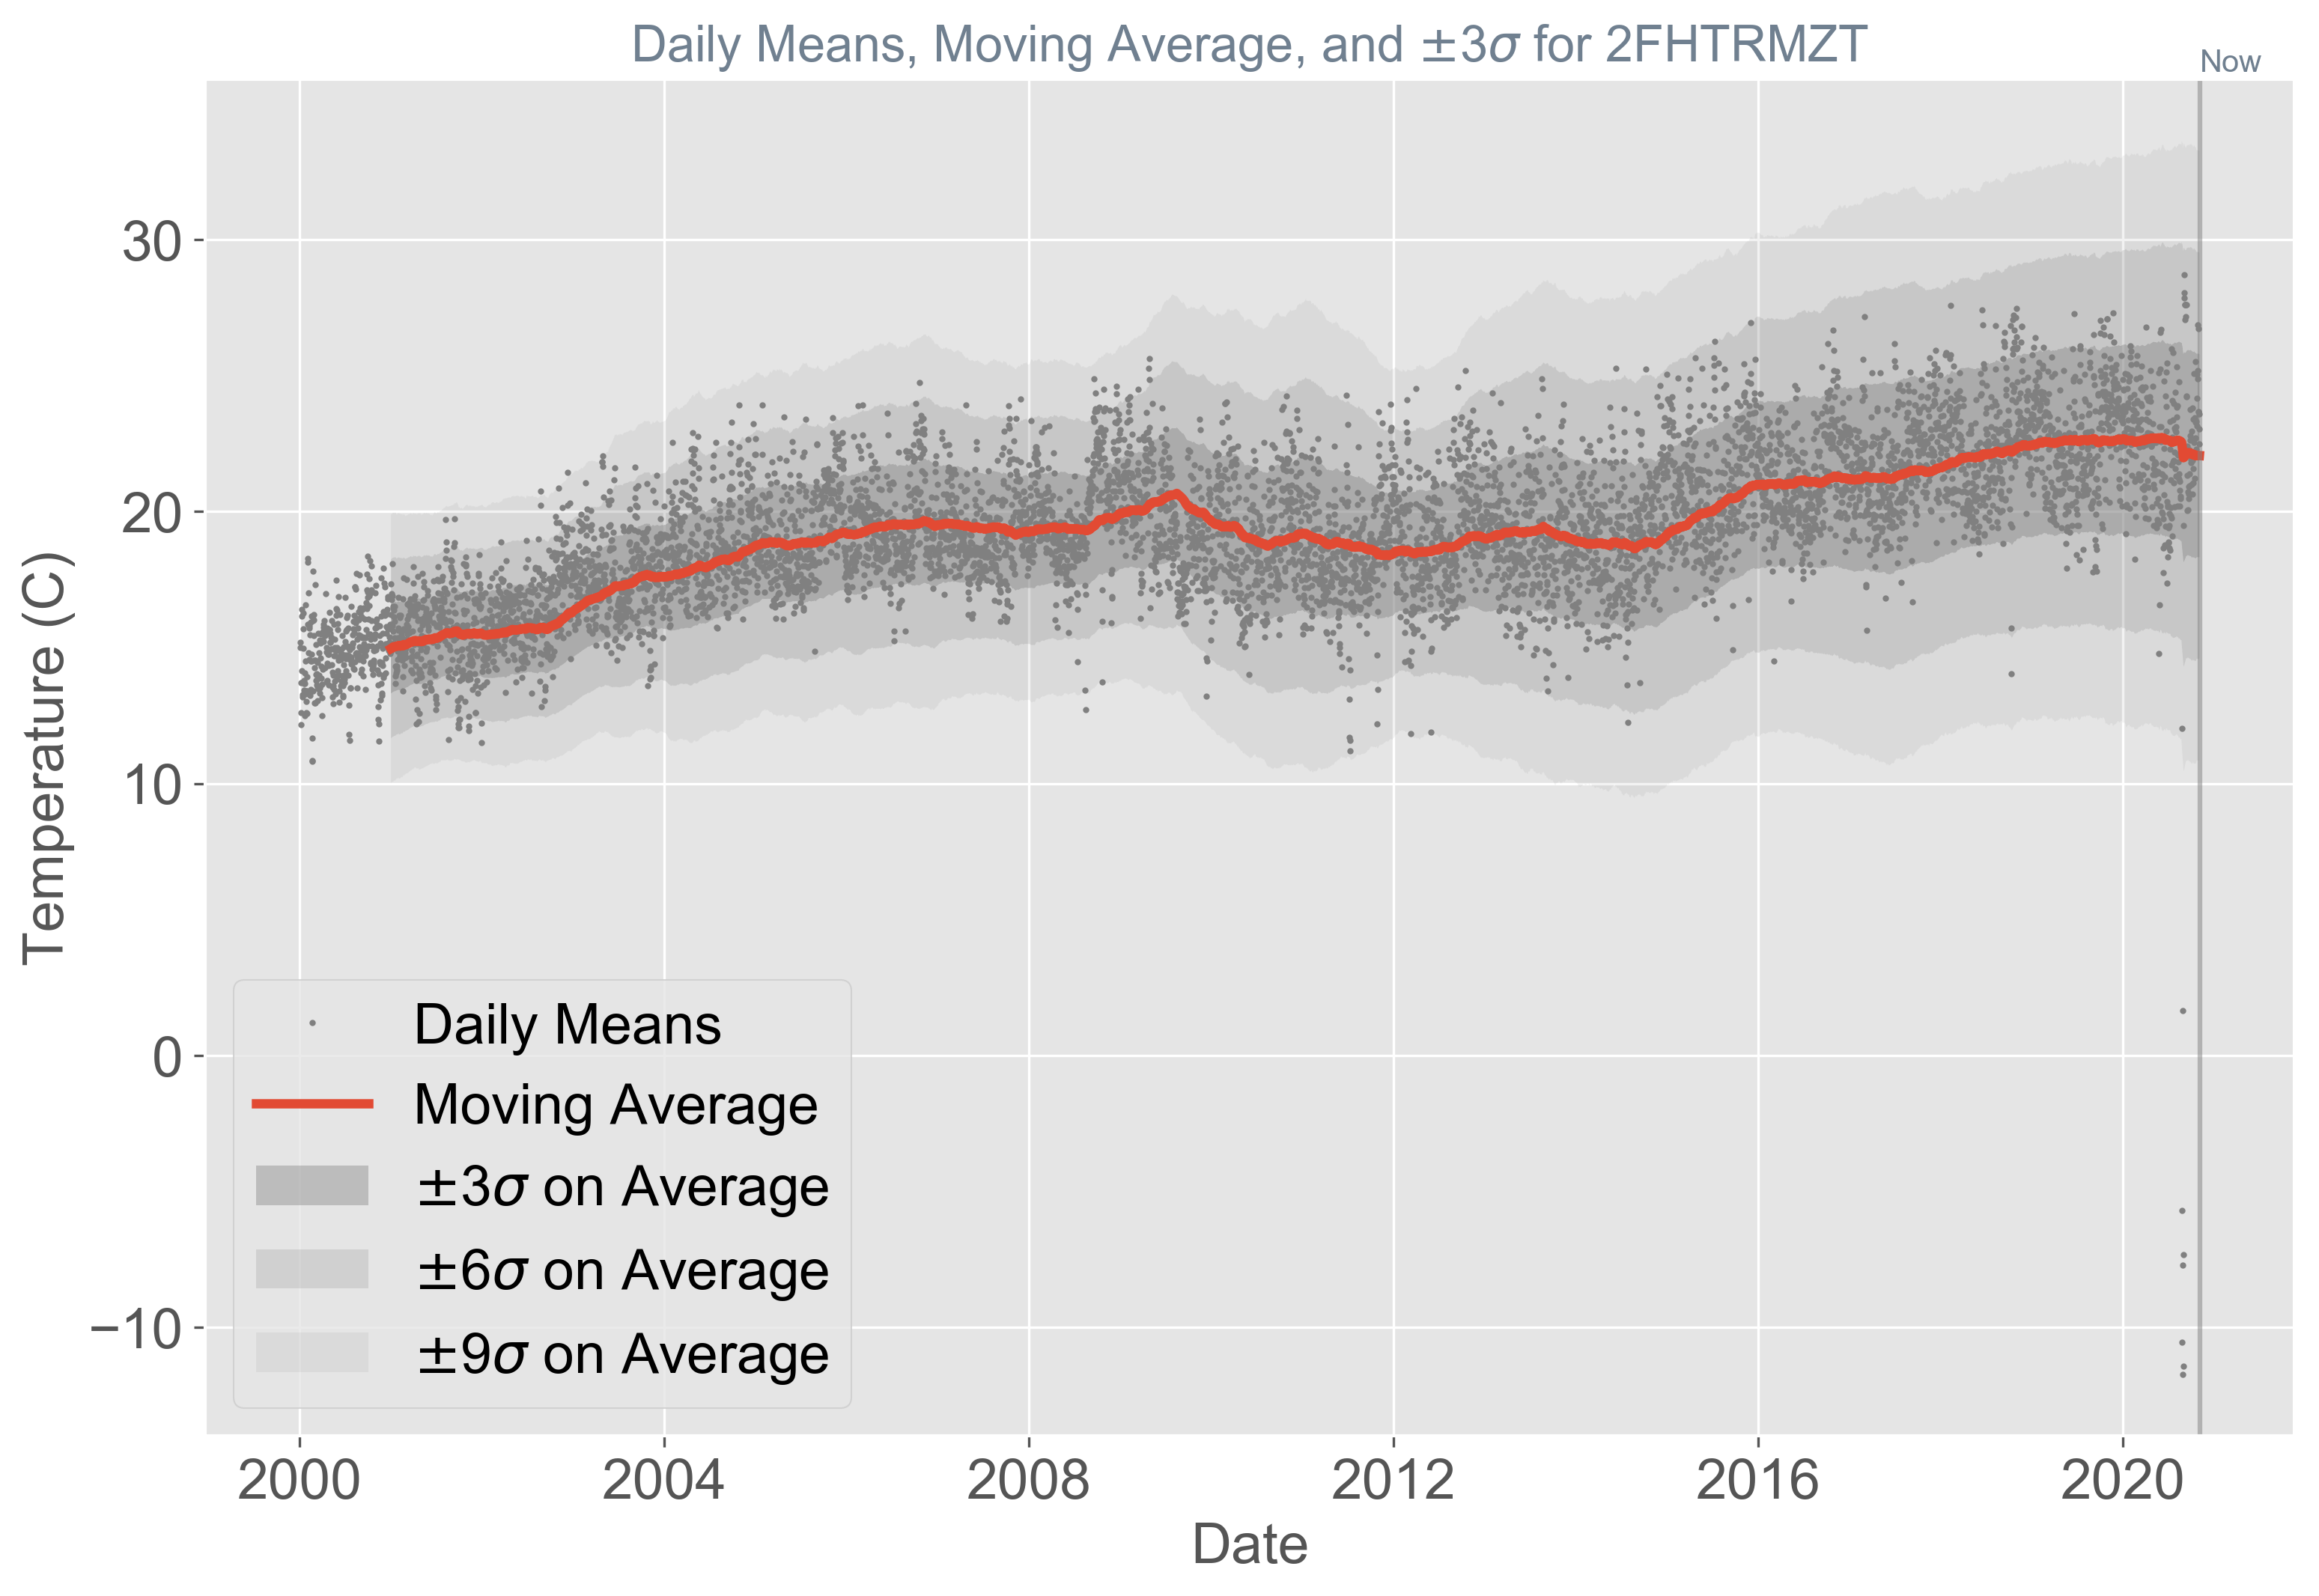 Daily Means, Moving Average, and ±3σ for 2FHTRMZT
Now
30
20
10
0
−10
Temperature (C)
Daily Means
Moving Average
±3σ on Average
±6σ on Average
±9σ on Average
2000 2004 2008 2012 2016 2020
Date